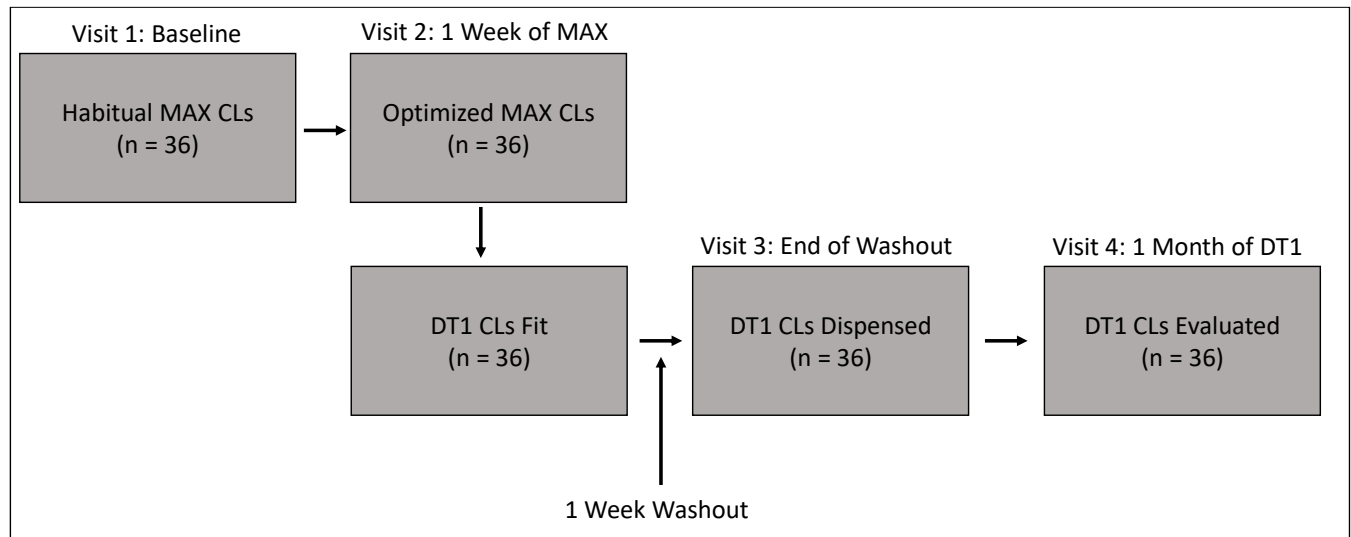 Visit 1: Baseline
Habitual MAX CLs
(n = 36)
Visit 2: 1 Week of MAX
Optimized MAX CLs
(n = 36)
DT1 CLs Fit
(n = 36)
1 Week Washout
Visit 3: End of Washout
DT1 CLs Dispensed
(n = 36)
Visit 4: 1 Month of DT1
DT1 CLs Evaluated
(n = 36)